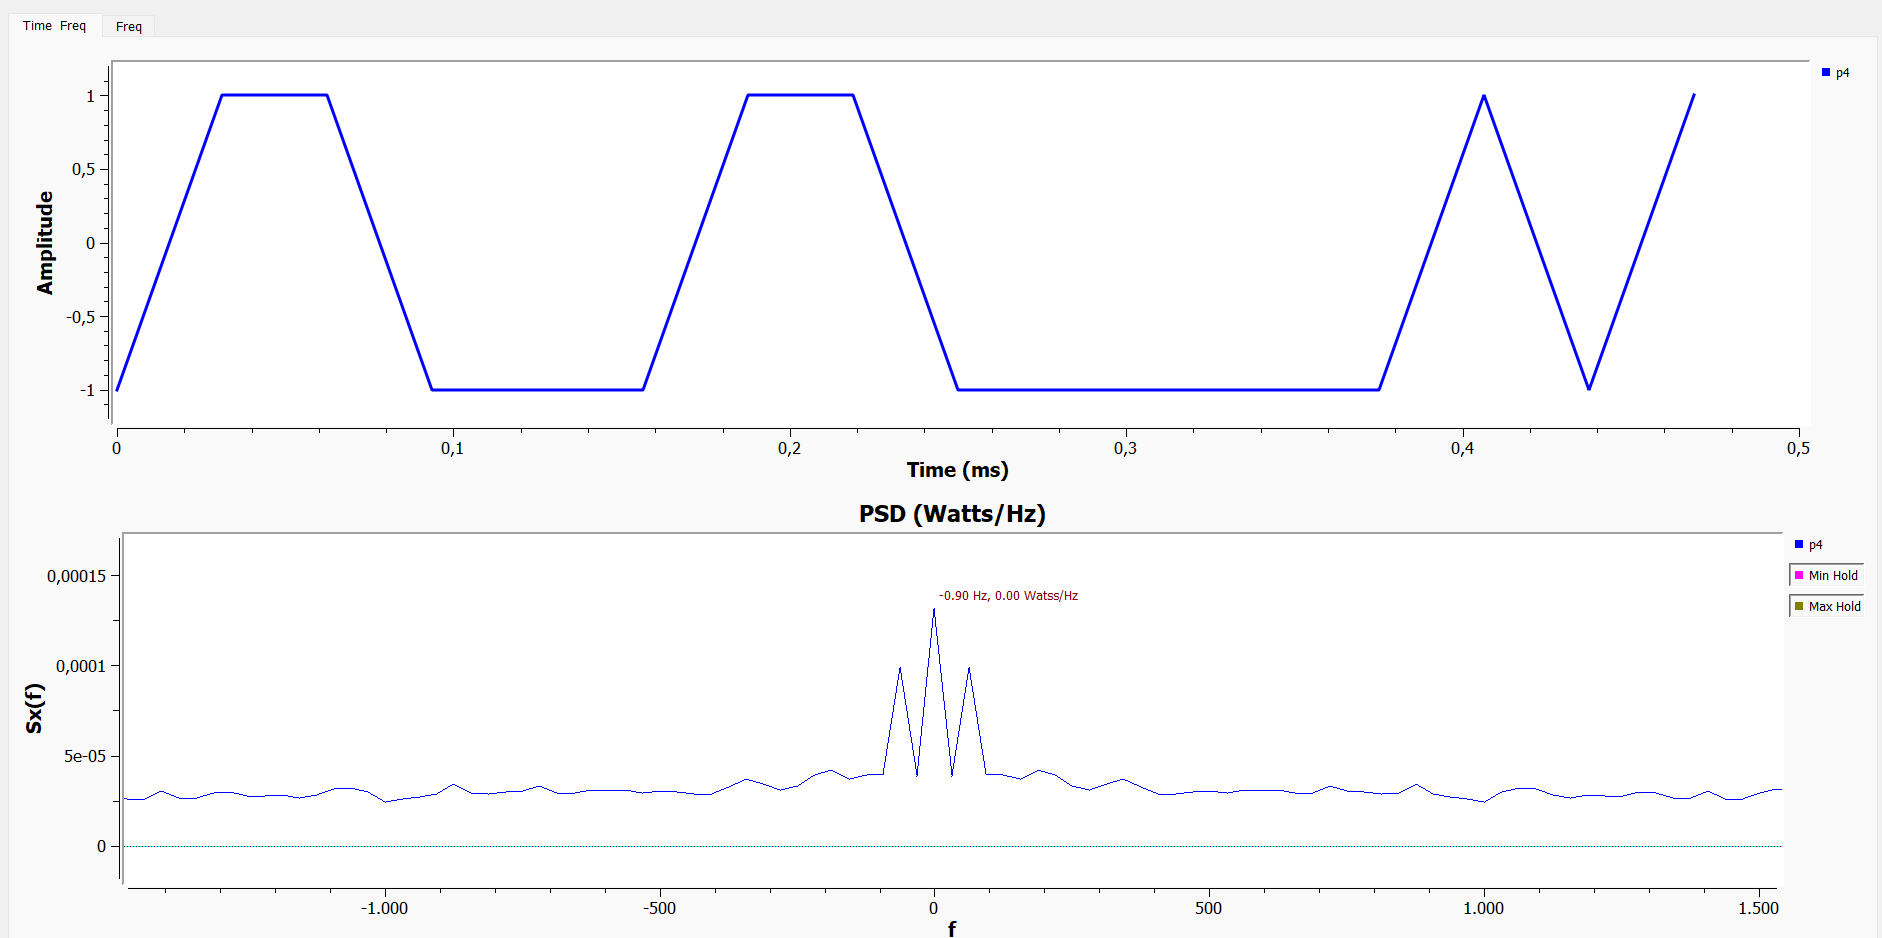 Time Freq
Freq
p4
1
0,5
0
-0,5
-1
Amplitude
0
0,1
0,2
0,3
0,4
0,5
Time (ms)
PSD (Watts/Hz)
p4
Min Hold
Max Hold
-0.90 Hz, 0.00 Watss/Hz
0,00015
0,0001
5e-05
0
Sx(f)
-1.000
-500
0
500
1.000
1.500
f